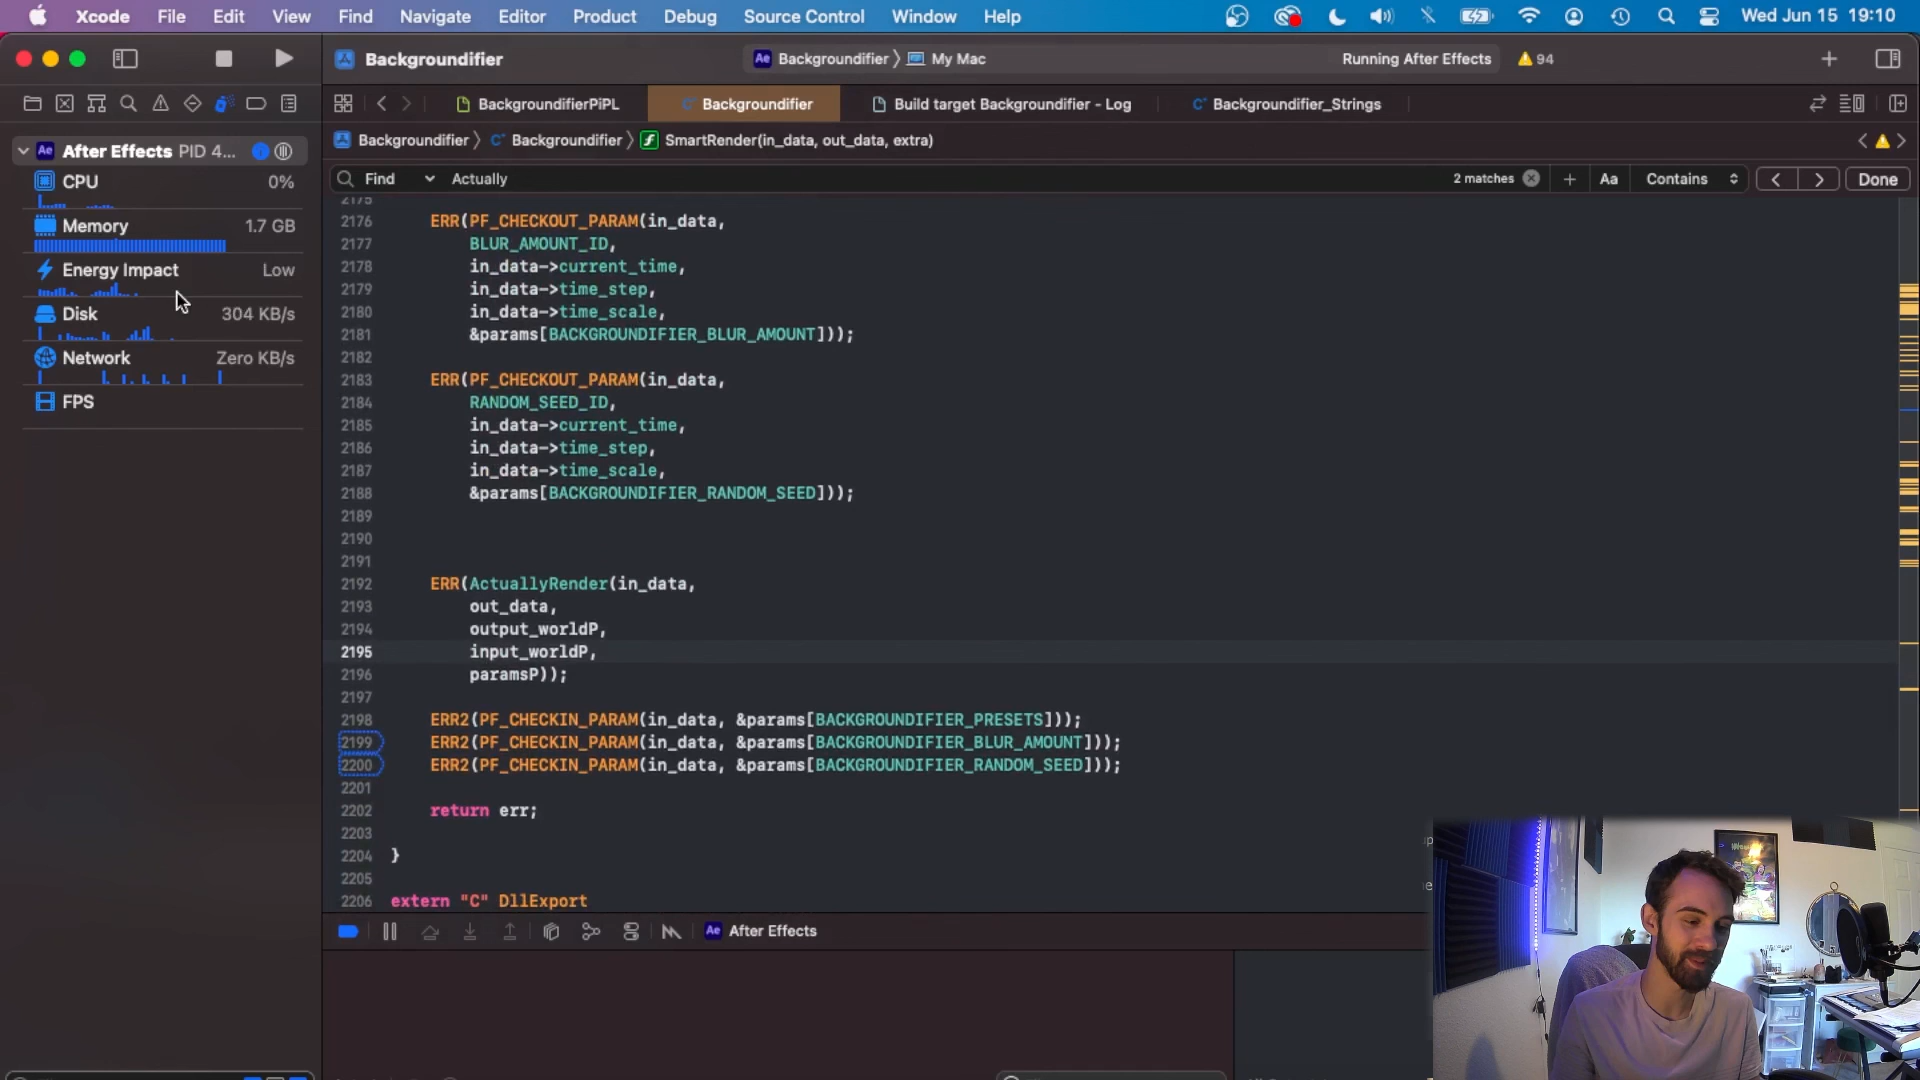 Xcode File Edit View Find Navigate Editor Product Debug Source Control Window Help Wed Jun 15 19:10
Backgroundifier Ae Backgroundifier My Mac Running After Effects 94
BackgroundifierPiPL Backgroundifier Build target Backgroundifier - Log Backgroundifier_Strings
Backgroundifier Backgroundifier SmartRender(in_data, out_data, extra)
Find Actually 2 matches Aa Contains Done
Ae After Effects PID 4...
CPU 0%
Memory 1.7 GB
Energy Impact Low
Disk 304 KB/s
Network Zero KB/s
FPS
2175
2176 ERR(PF_CHECKOUT_PARAM(in_data,
2177 BLUR_AMOUNT_ID,
2178 in_data->current_time,
2179 in_data->time_step,
2180 in_data->time_scale,
2181 &params[BACKGROUNDIFIER_BLUR_AMOUNT]));
2182
2183 ERR(PF_CHECKOUT_PARAM(in_data,
2184 RANDOM_SEED_ID,
2185 in_data->current_time,
2186 in_data->time_step,
2187 in_data->time_scale,
2188 &params[BACKGROUNDIFIER_RANDOM_SEED]));
2189
2190
2191
2192 ERR(ActuallyRender(in_data,
2193 out_data,
2194 output_worldP,
2195 input_worldP,
2196 paramsP));
2197
2198 ERR2(PF_CHECKIN_PARAM(in_data, &params[BACKGROUNDIFIER_PRESETS]));
2199 ERR2(PF_CHECKIN_PARAM(in_data, &params[BACKGROUNDIFIER_BLUR_AMOUNT]));
2200 ERR2(PF_CHECKIN_PARAM(in_data, &params[BACKGROUNDIFIER_RANDOM_SEED]));
2201
2202 return err;
2203
2204 }
2205
2206 extern "C" DllExport
Ae After Effects